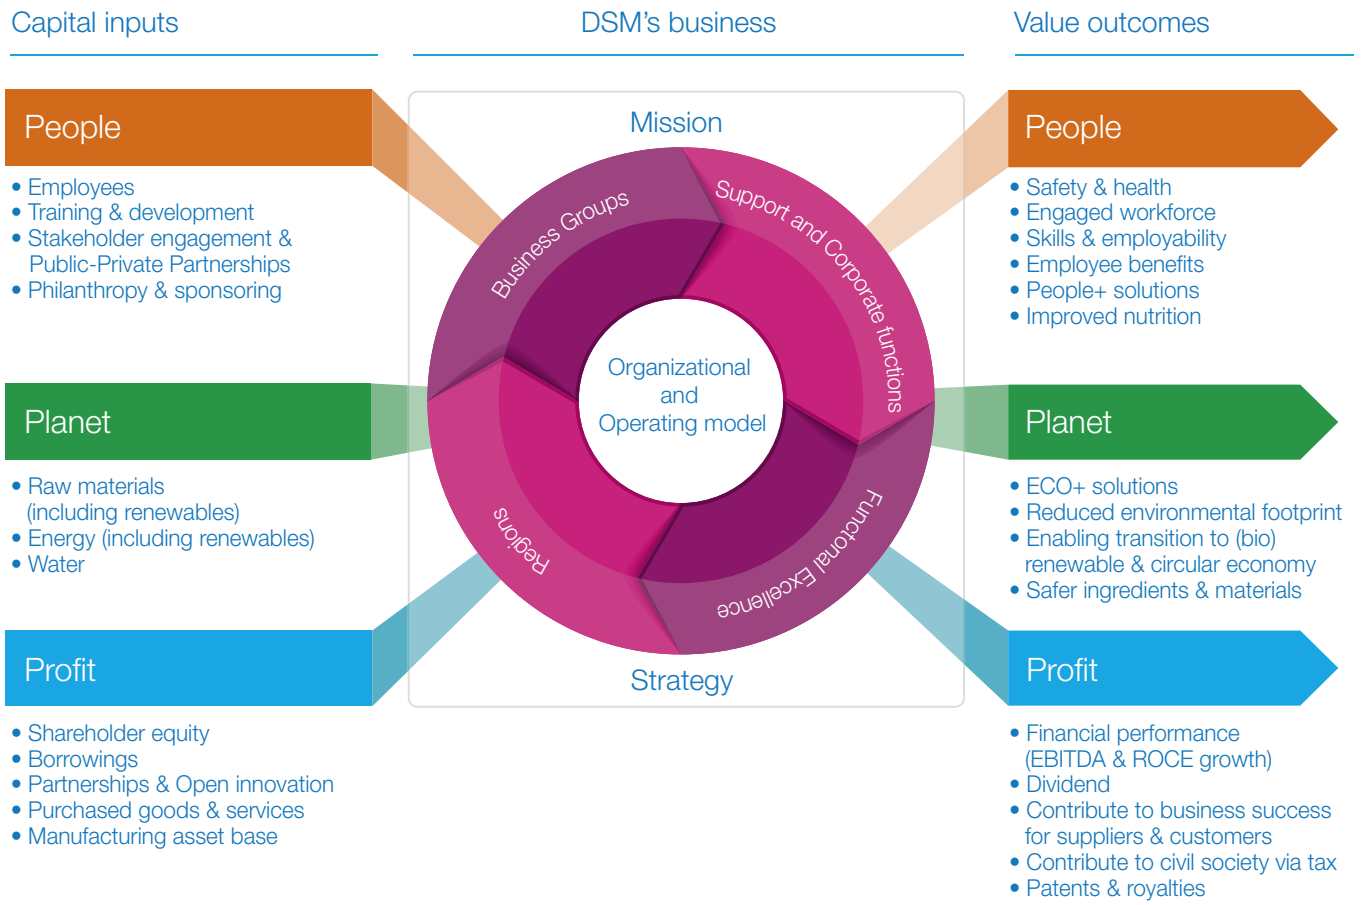 Capital inputs
DSM's business
Value outcomes
People
• Employees
• Training & development
• Stakeholder engagement &
Public-Private Partnerships
• Philanthropy & sponsoring
Planet
• Raw materials
(including renewables)
• Energy (including renewables)
• Water
Profit
• Shareholder equity
• Borrowings
• Partnerships & Open innovation
• Purchased goods & services
• Manufacturing asset base
Mission
Business Groups
Support and Corporate functions
Organizational
and
Operating model
Regions
Functonal Excellence
Strategy
People
• Safety & health
• Engaged workforce
• Skills & employability
• Employee benefits
• People+ solutions
• Improved nutrition
Planet
• ECO+ solutions
• Reduced environmental footprint
• Enabling transition to (bio)
renewable & circular economy
• Safer ingredients & materials
Profit
• Financial performance
(EBITDA & ROCE growth)
• Dividend
• Contribute to business success
for suppliers & customers
• Contribute to civil society via tax
• Patents & royalties